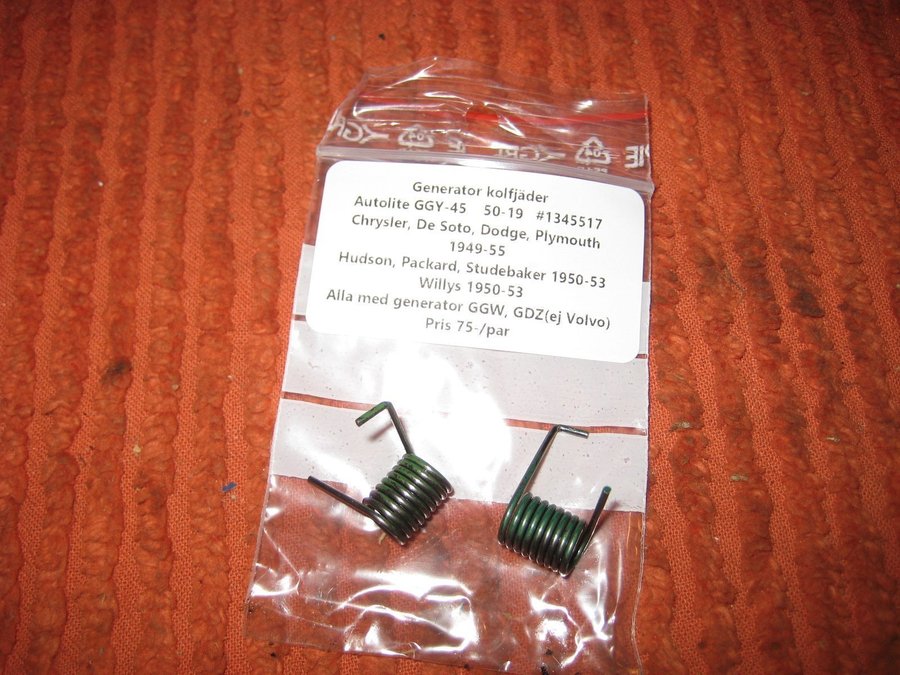 Generator kolfjäder
Autolite GGY-45 50-19 #1345517
Chrysler, De Soto, Dodge, Plymouth
1949-55
Hudson, Packard, Studebaker 1950-53
Willys 1950-53
Alla med generator GGW, GDZ(ej Volvo)
Pris 75-/par